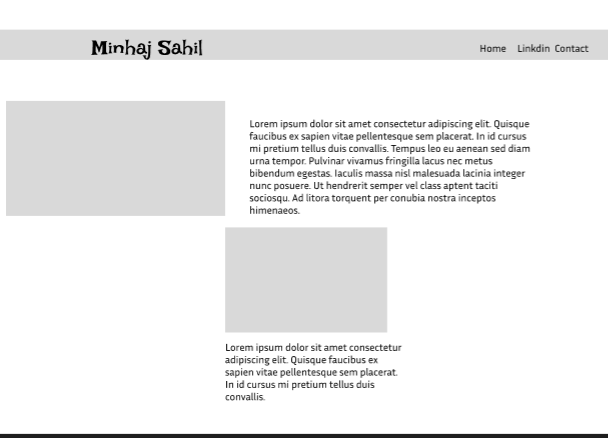 Minhaj Sahil
Home Linkdin Contact
Lorem ipsum dolor sit amet consectetur adipiscing elit. Quisque
faucibus ex sapien vitae pellentesque sem placerat. In id cursus
mi pretium tellus duis convallis. Tempus leo eu aenean sed diam
urna tempor. Pulvinar vivamus fringilla lacus nec metus
bibendum egestas. Iaculis massa nisl malesuada lacinia integer
nunc posuere. Ut hendrerit semper vel class aptent taciti
sociosqu. Ad litora torquent per conubia nostra inceptos
himenaeos.
Lorem ipsum dolor sit amet consectetur
adipiscing elit. Quisque faucibus ex
sapien vitae pellentesque sem placerat.
In id cursus mi pretium tellus duis
convallis.